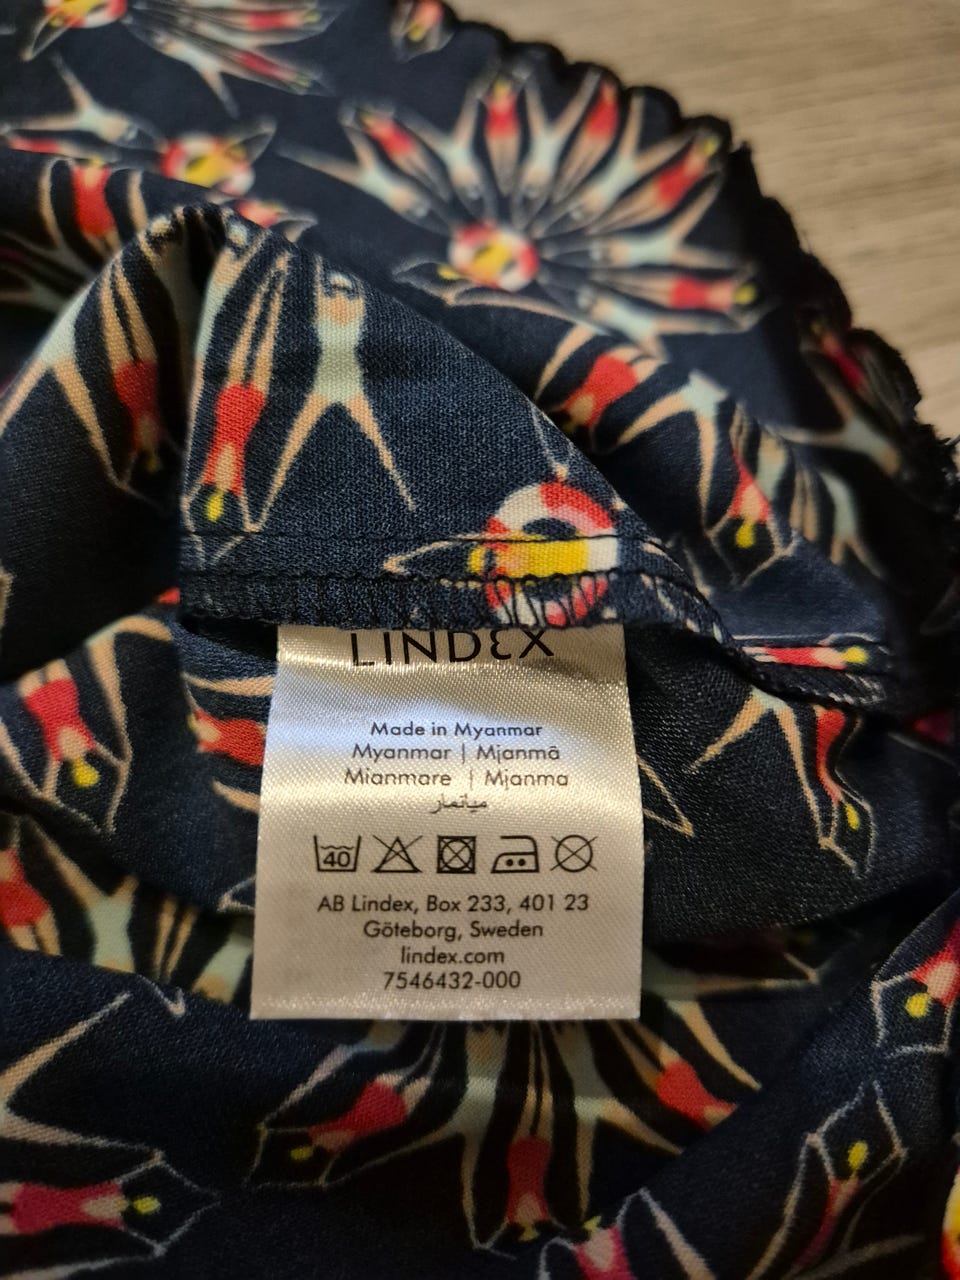 LINDEX
Made in Myanmar
Myanmar | Mjanmā
Mianmare | Mjanma
ميانمار
40
AB Lindex, Box 233, 401 23
Göteborg, Sweden
lindex.com
7546432-000